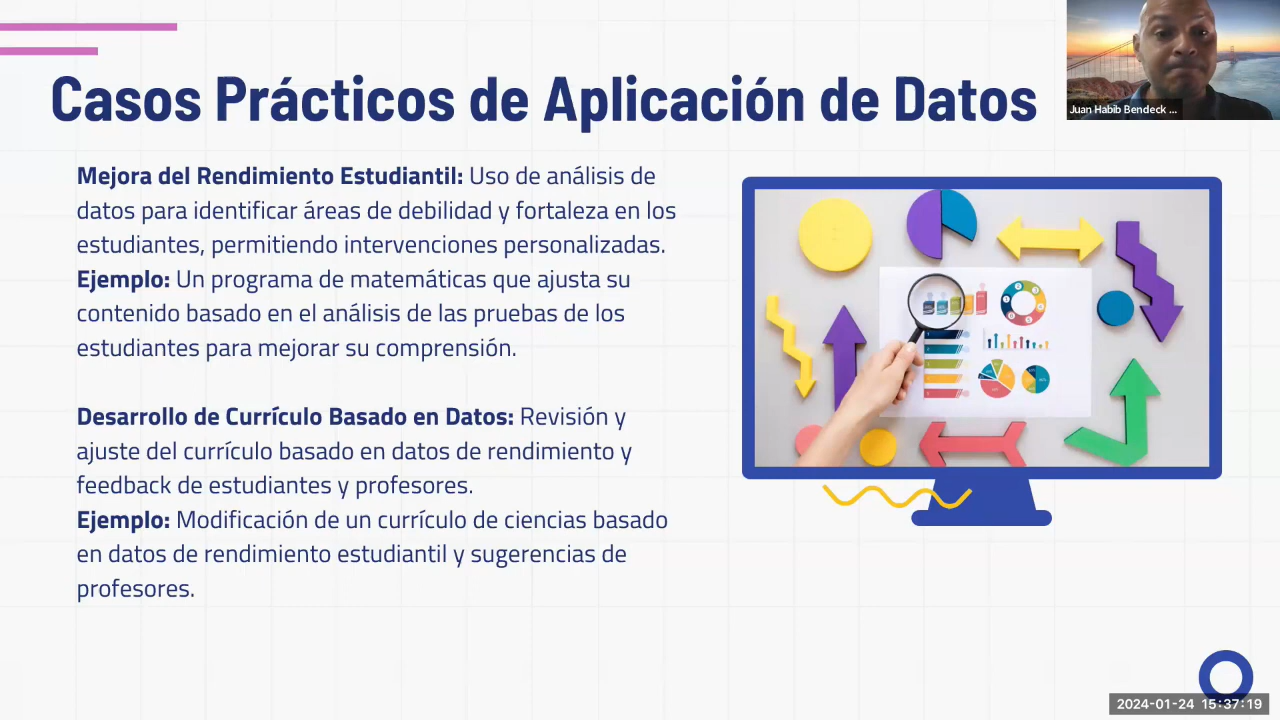 Casos Prácticos de Aplicación de Datos
Juan Habib Bendeck ...
Mejora del Rendimiento Estudiantil: Uso de análisis de
datos para identificar áreas de debilidad y fortaleza en los
estudiantes, permitiendo intervenciones personalizadas.
Ejemplo: Un programa de matemáticas que ajusta su
contenido basado en el análisis de las pruebas de los
estudiantes para mejorar su comprensión.
Desarrollo de Currículo Basado en Datos: Revisión y
ajuste del currículo basado en datos de rendimiento y
feedback de estudiantes y profesores.
Ejemplo: Modificación de un currículo de ciencias basado
en datos de rendimiento estudiantil y sugerencias de
profesores.
2024-01-24 15:37:19